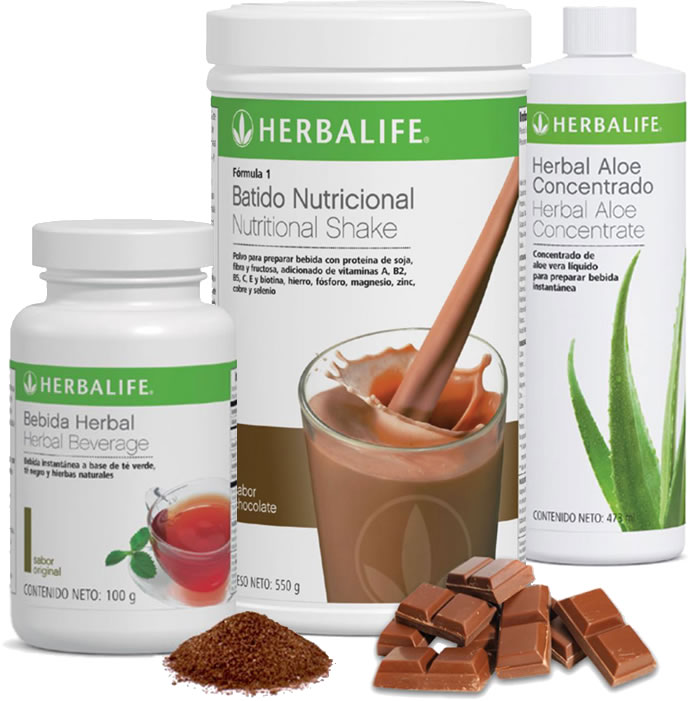 HERBALIFE®
Fórmula 1
Batido Nutricional
Nutritional Shake
Polvo para preparar bebida con proteína de soja,
fibra y fructosa, adicionado de vitaminas A, B2,
B5, C, E y biotina, hierro, fósforo, magnesio, zinc,
cobre y selenio
sabor
chocolate
PESO NETO: 550 g
HERBALIFE®
Herbal Aloe
Concentrado
Herbal Aloe
Concentrate
Concentrado de
aloe vera líquido
para preparar bebida
instantánea
CONTENIDO NETO: 473 ml
HERBALIFE®
Bebida Herbal
Herbal Beverage
Bebida instantánea a base de té verde,
té negro y hierbas naturales
sabor
original
CONTENIDO NETO: 100 g